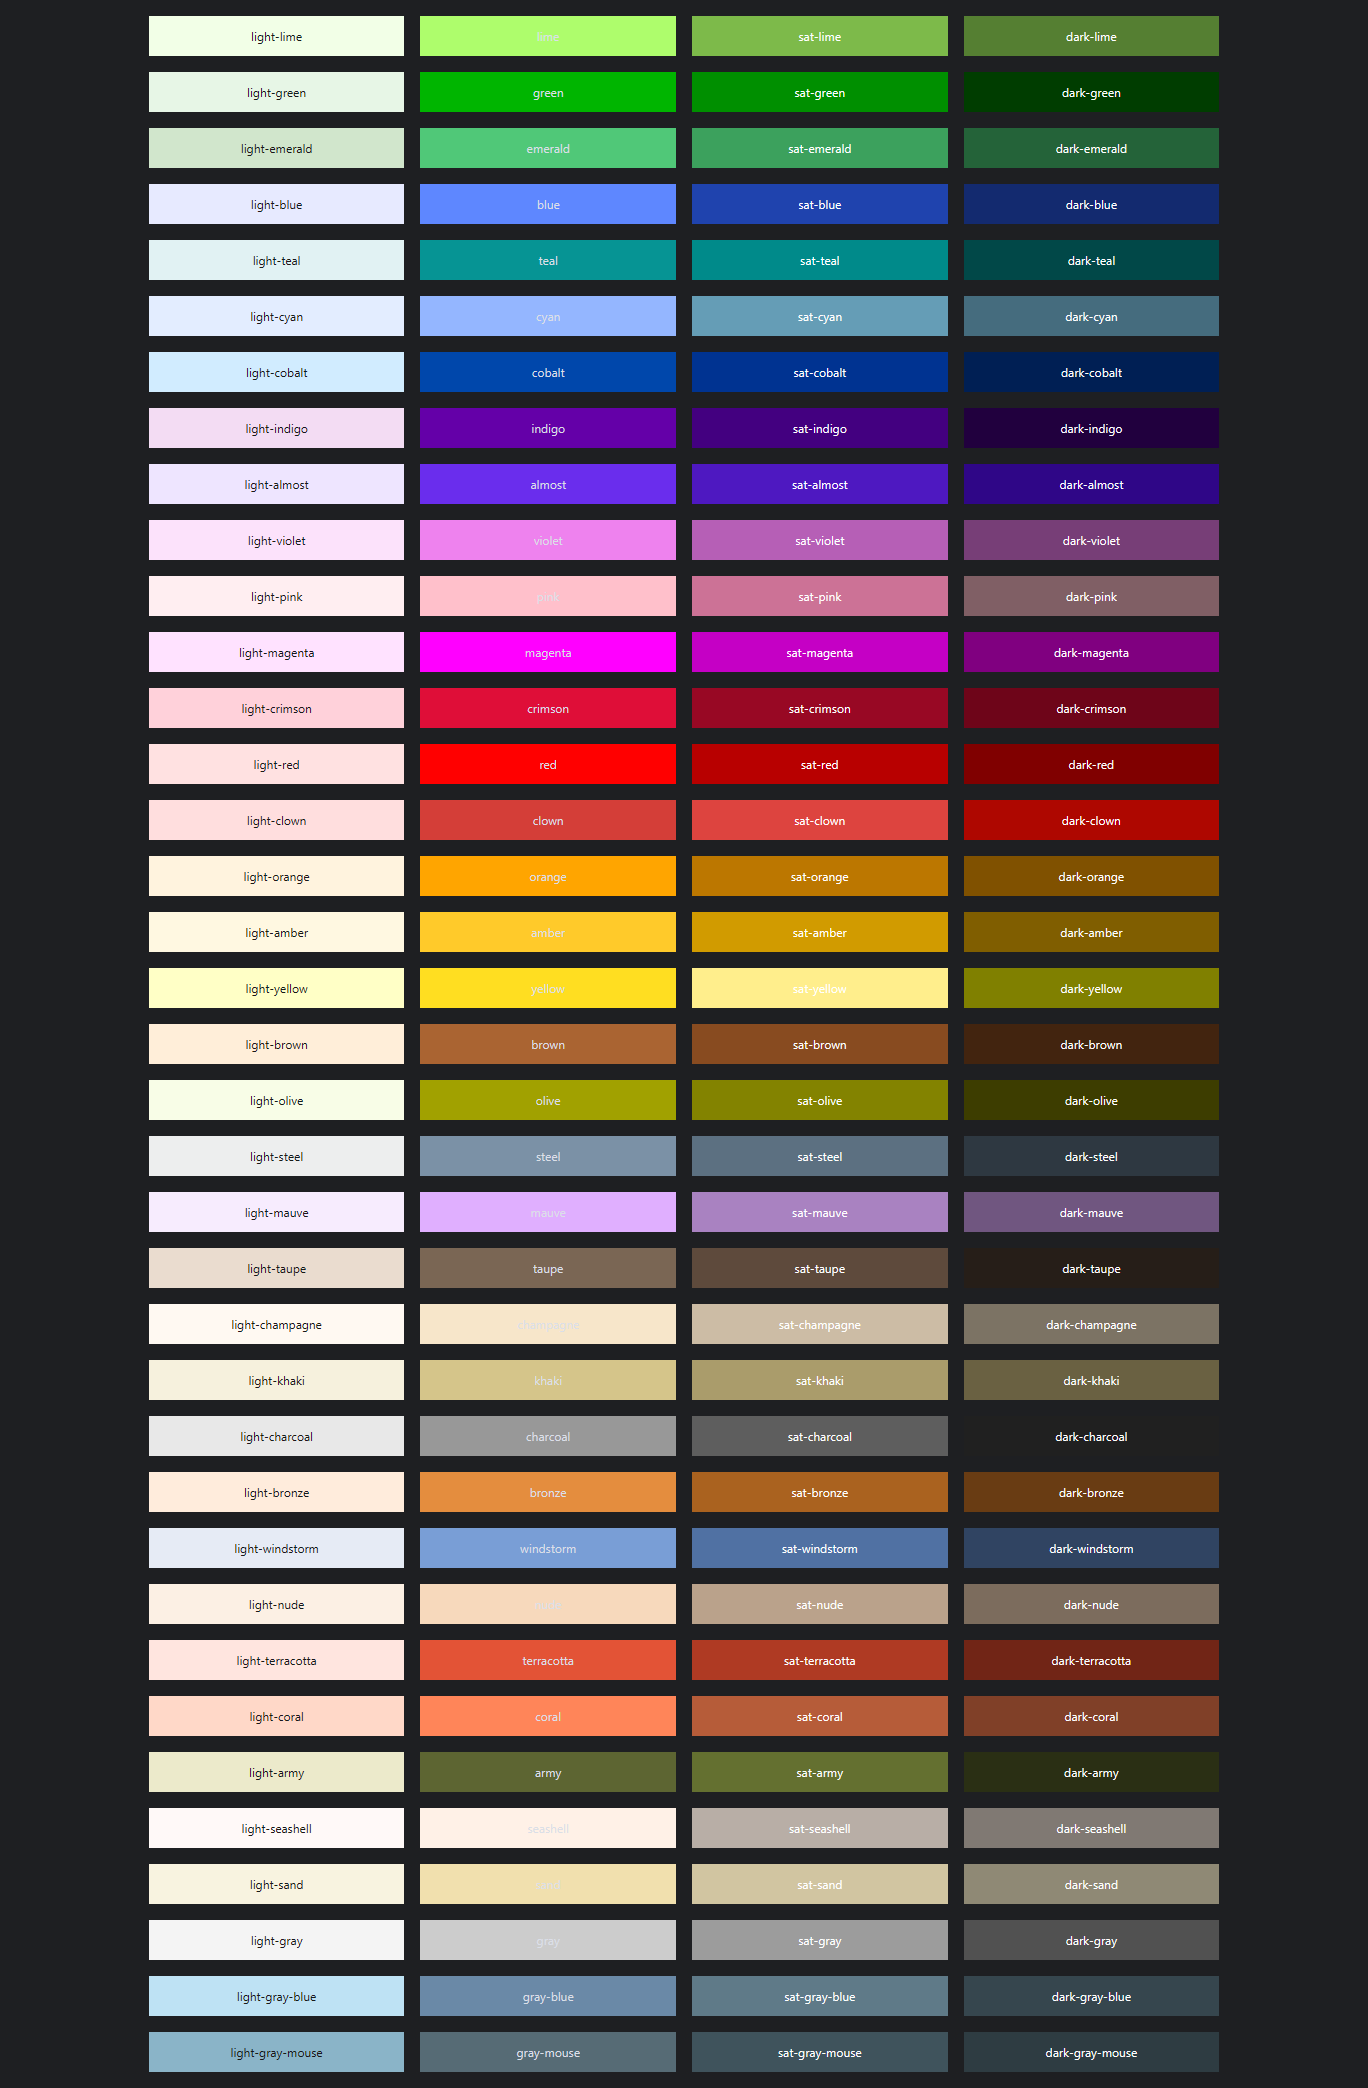 light-lime lime sat-lime dark-lime
light-green green sat-green dark-green
light-emerald emerald sat-emerald dark-emerald
light-blue blue sat-blue dark-blue
light-teal teal sat-teal dark-teal
light-cyan cyan sat-cyan dark-cyan
light-cobalt cobalt sat-cobalt dark-cobalt
light-indigo indigo sat-indigo dark-indigo
light-almost almost sat-almost dark-almost
light-violet violet sat-violet dark-violet
light-pink pink sat-pink dark-pink
light-magenta magenta sat-magenta dark-magenta
light-crimson crimson sat-crimson dark-crimson
light-red red sat-red dark-red
light-clown clown sat-clown dark-clown
light-orange orange sat-orange dark-orange
light-amber amber sat-amber dark-amber
light-yellow yellow sat-yellow dark-yellow
light-brown brown sat-brown dark-brown
light-olive olive sat-olive dark-olive
light-steel steel sat-steel dark-steel
light-mauve mauve sat-mauve dark-mauve
light-taupe taupe sat-taupe dark-taupe
light-champagne champagne sat-champagne dark-champagne
light-khaki khaki sat-khaki dark-khaki
light-charcoal charcoal sat-charcoal dark-charcoal
light-bronze bronze sat-bronze dark-bronze
light-windstorm windstorm sat-windstorm dark-windstorm
light-nude sat-nude dark-nude
light-terracotta terracotta sat-terracotta dark-terracotta
light-coral coral sat-coral dark-coral
light-army army sat-army dark-army
light-seashell seashell sat-seashell dark-seashell
light-sand sat-sand dark-sand
light-gray gray sat-gray dark-gray
light-gray-blue gray-blue sat-gray-blue dark-gray-blue
light-gray-mouse gray-mouse sat-gray-mouse dark-gray-mouse